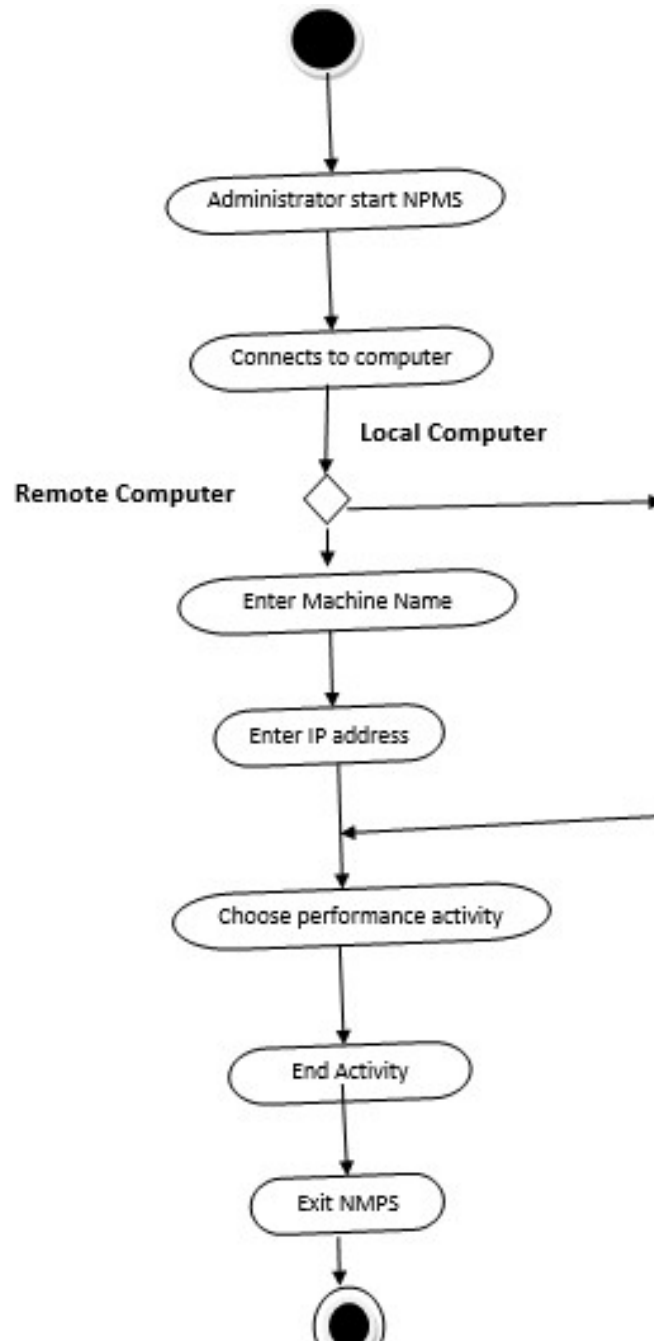 Administrator start NPMS
Connects to computer
Local Computer
Remote Computer
Enter Machine Name
Enter IP address
Choose performance activity
End Activity
Exit NMPS